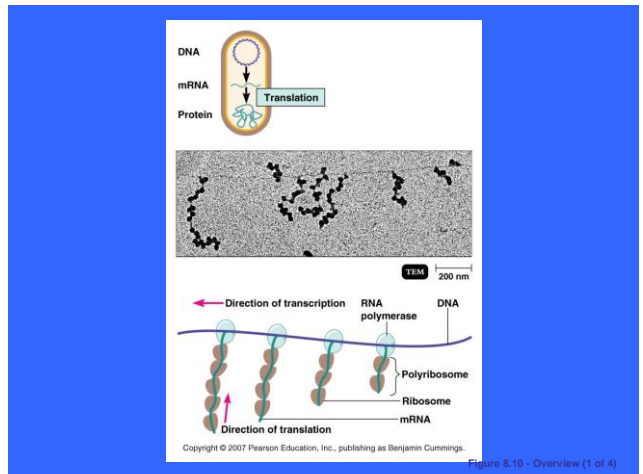 DNA
mRNA
Translation
Protein
TEM
200 nm
Direction of transcription
RNA
polymerase
DNA
Polyribosome
Ribosome
mRNA
Direction of translation
Copyright © 2007 Pearson Education, Inc., publishing as Benjamin Cummings.
Figure 8.10 - Overview (1 of 4)